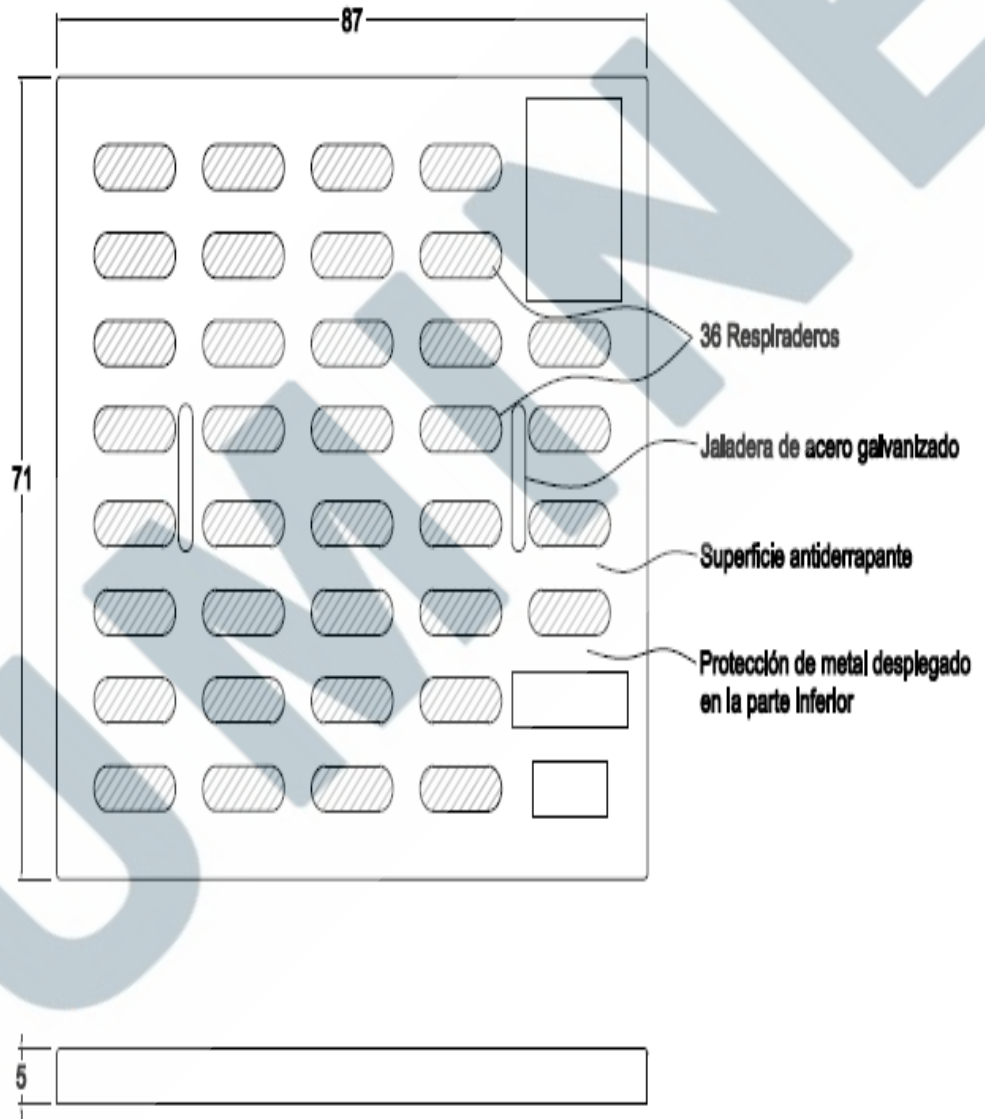 87
71
36 Respiraderos
Jaladera de acero galvanizado
Superficie antiderrapante
Protección de metal desplegado
en la parte inferior
5